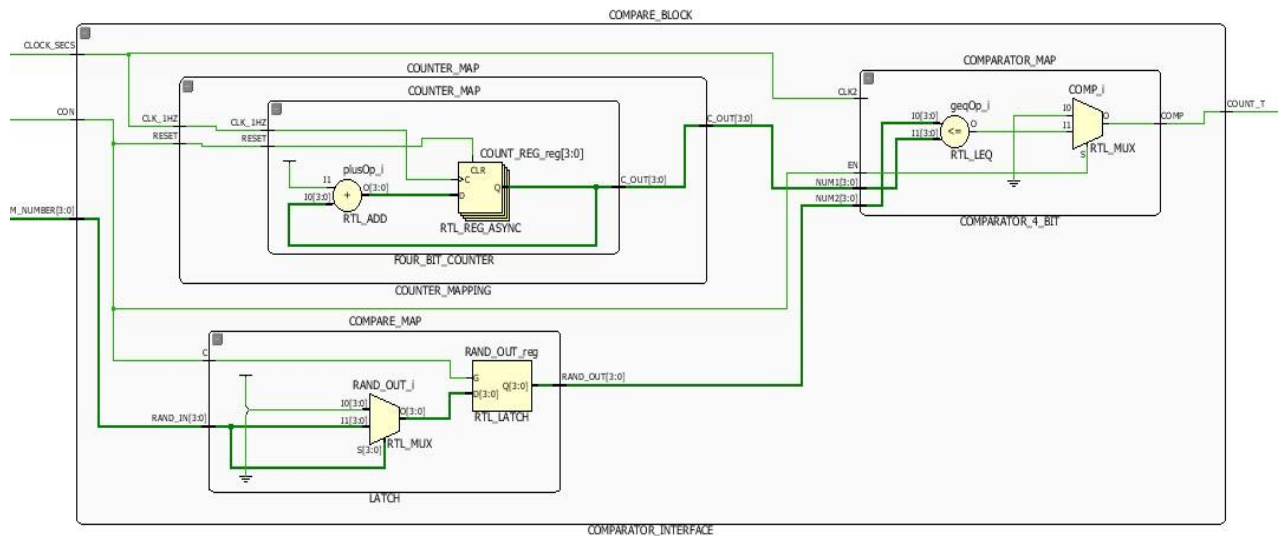 COMPARE_BLOCK
CLOCK_SECS
CON
M_NUMBER[3:0]
COUNTER_MAP
CLK_1HZ
RESET
COUNTER_MAP
CLK_1HZ
RESET
plusOp_i
I1
I0[3:0]
+
O[3:0]
RTL_ADD
COUNT_REG_reg[3:0]
CLR
C
D
Q
RTL_REG_ASYNC
C_OUT[3:0]
FOUR_BIT_COUNTER
C_OUT[3:0]
COUNTER_MAPPING
COMPARATOR_MAP
CLK2
EN
NUM1[3:0]
NUM2[3:0]
geqOp_i
I0[3:0]
I1[3:0]
<=
O
RTL_LEQ
COMP_i
I0
I1
S
O
RTL_MUX
COMP
COUNT_T
COMPARATOR_4_BIT
COMPARE_MAP
C
RAND_IN[3:0]
RAND_OUT_i
I0[3:0]
I1[3:0]
S[3:0]
O[3:0]
RTL_MUX
RAND_OUT_reg
G
D[3:0]
Q[3:0]
RTL_LATCH
RAND_OUT[3:0]
LATCH
COMPARATOR_INTERFACE